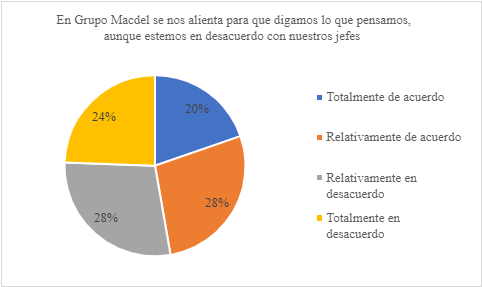 En Grupo Macdel se nos alienta para que digamos lo que pensamos,
aunque estemos en desacuerdo con nuestros jefes
20%
28%
28%
24%
Totalmente de acuerdo
Relativamente de acuerdo
Relativamente en
desacuerdo
Totalmente en
desacuerdo